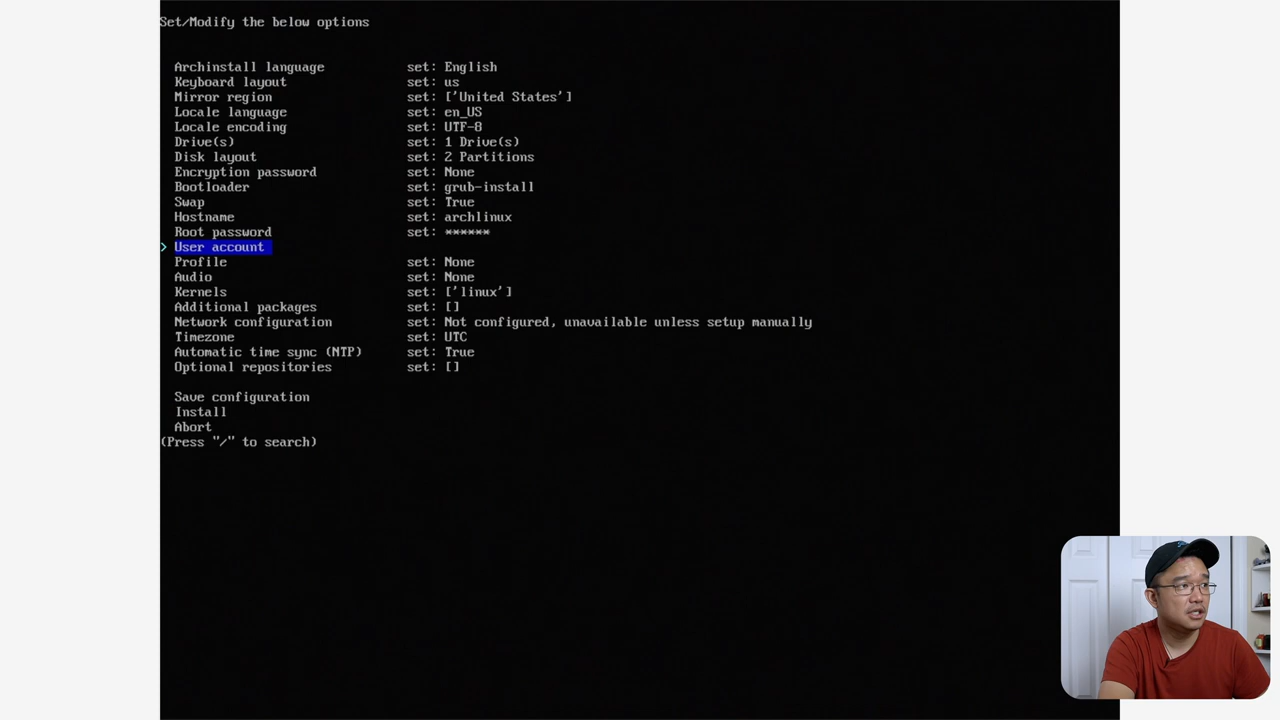 Set/Modify the below options
Archinstall language set: English
Keyboard layout set: us
Mirror region set: ['United States']
Locale language set: en_US
Locale encoding set: UTF-8
Drive(s) set: 1 Drive(s)
Disk layout set: 2 Partitions
Encryption password set: None
Bootloader set: grub-install
Swap set: True
Hostname set: archlinux
Root password set: ******
> User account
Profile set: None
Audio set: None
Kernels set: ['linux']
Additional packages set: []
Network configuration set: Not configured, unavailable unless setup manually
Timezone set: UTC
Automatic time sync (NTP) set: True
Optional repositories set: []
Save configuration
Install
Abort
(Press "/" to search)